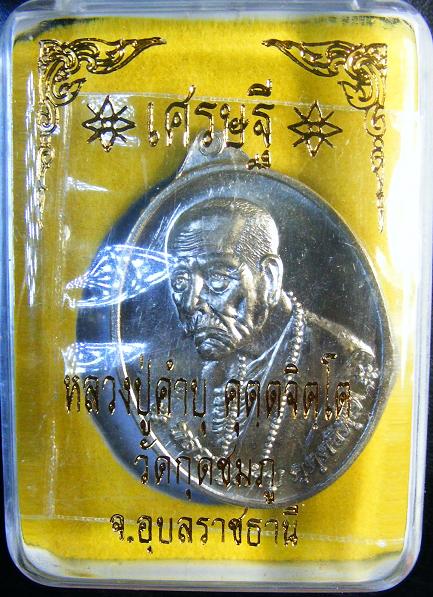 เศรษฐี
หลวงปู่คำบุ คุตฺตจิตฺโต
วัดกุดชมภู
จ.อุบลราชธานี